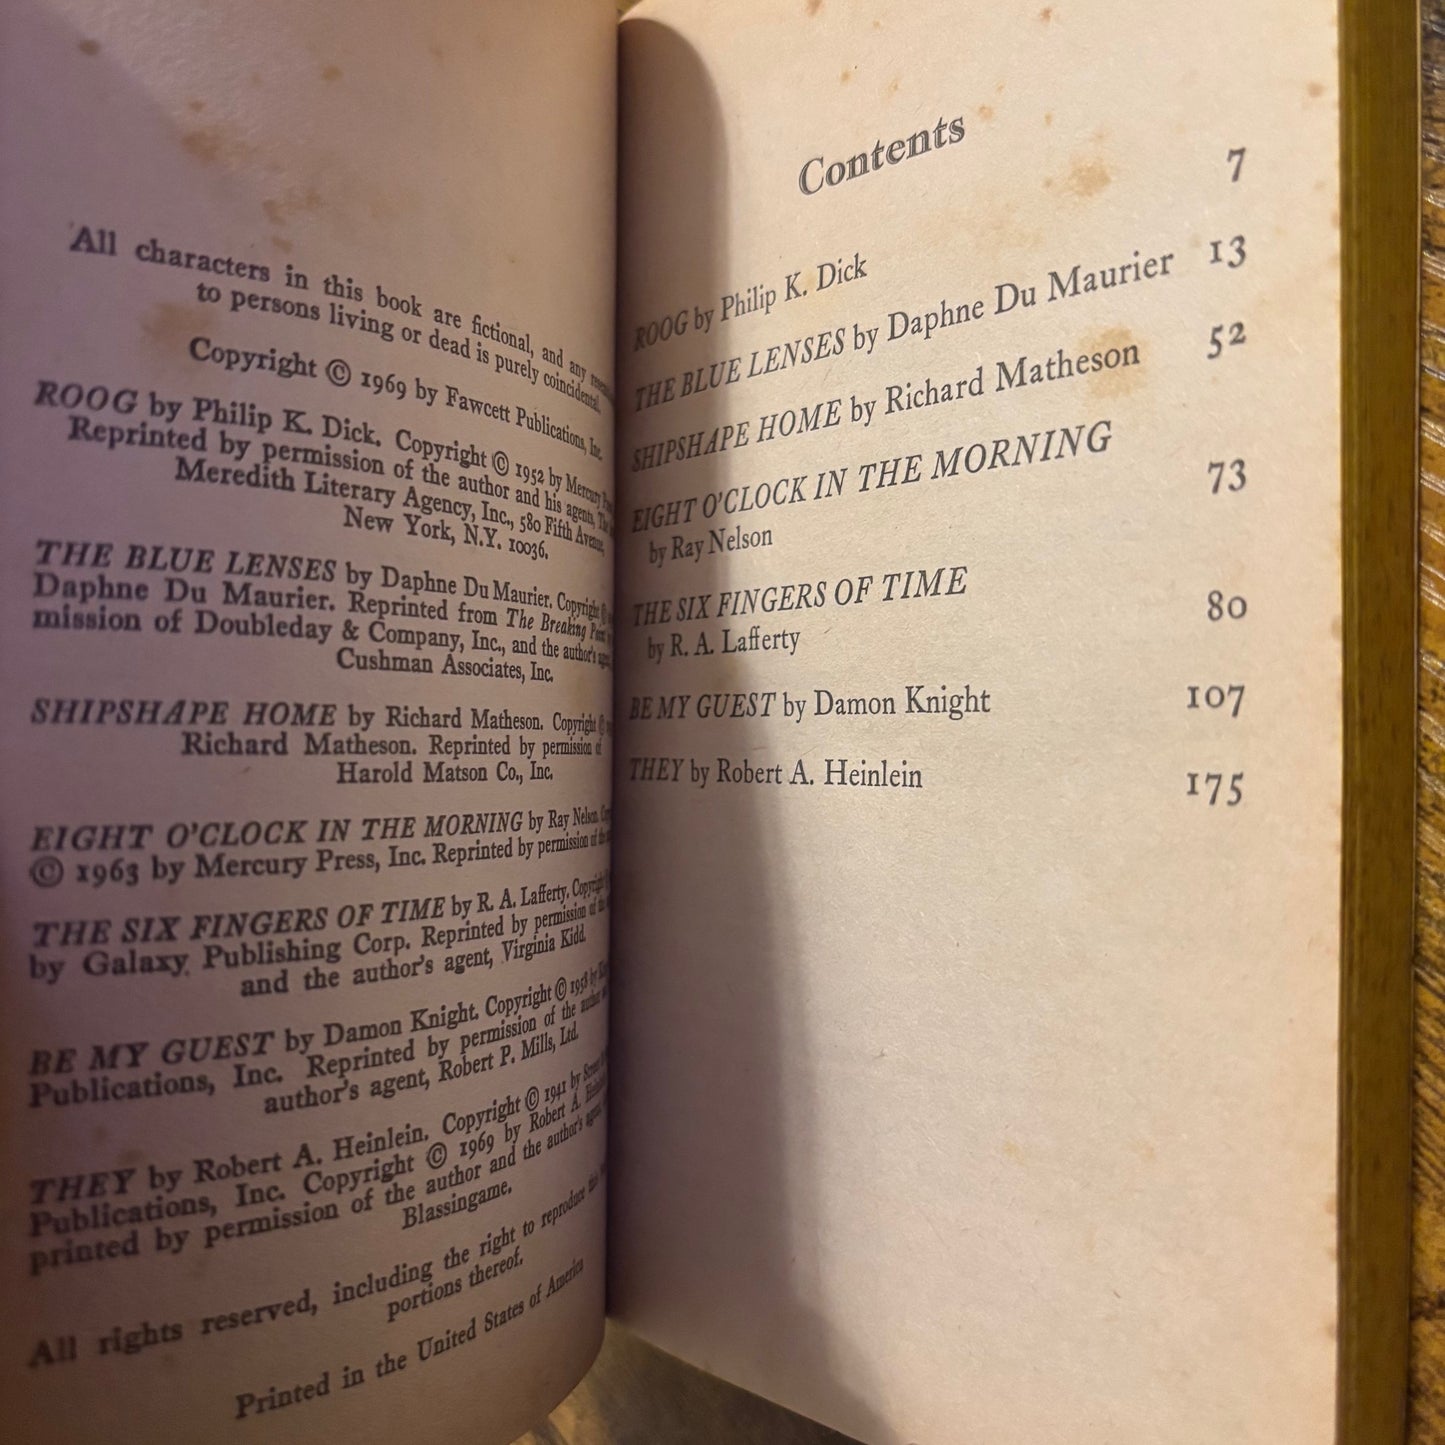 All characters in this book are fictional, and any
to persons living or dead is purely coincidental.
Copyright © 1969 by Fawcett Publications, Inc.
ROOG by Philip K. Dick. Copyright © 1952 by Mercury
Reprinted by permission of the author and his agents, The
Meredith Literary Agency, Inc., 580 Fifth Avenue,
New York, N.Y. 10036.
THE BLUE LENSES by Daphne Du Maurier. Copyright ©
Daphne Du Maurier. Reprinted from The Breaking
mission of Doubleday & Company, Inc., and the author's
Cushman Associates, Inc.
SHIPSHAPE HOME by Richard Matheson. Copyright ©
Richard Matheson. Reprinted by permission of
Harold Matson Co., Inc.
EIGHT O'CLOCK IN THE MORNING by Ray Nelson.
© 1963 by Mercury Press, Inc. Reprinted by permission of the
THE SIX FINGERS OF TIME by R. A. Lafferty. Copyright
by Galaxy Publishing Corp. Reprinted by permission of the
and the author's agent, Virginia Kidd.
BE MY GUEST by Damon Knight. Copyright © 1958 by
Publications, Inc. Reprinted by permission of the author
author's agent, Robert P. Mills, Ltd.
THEY by Robert A. Heinlein. Copyright © 1941 by
Publications, Inc. Copyright © 1969 by Robert A.
printed by permission of the author and the author's agent,
Blassingame.
All rights reserved, including the right to reproduce this
portions thereof.
Printed in the United States of America
Contents
ROOG by Philip K. Dick 7
THE BLUE LENSES by Daphne Du Maurier 13
SHIPSHAPE HOME by Richard Matheson 52
EIGHT O'CLOCK IN THE MORNING
by Ray Nelson 73
THE SIX FINGERS OF TIME
by R. A. Lafferty 80
BE MY GUEST by Damon Knight 107
THEY by Robert A. Heinlein 175